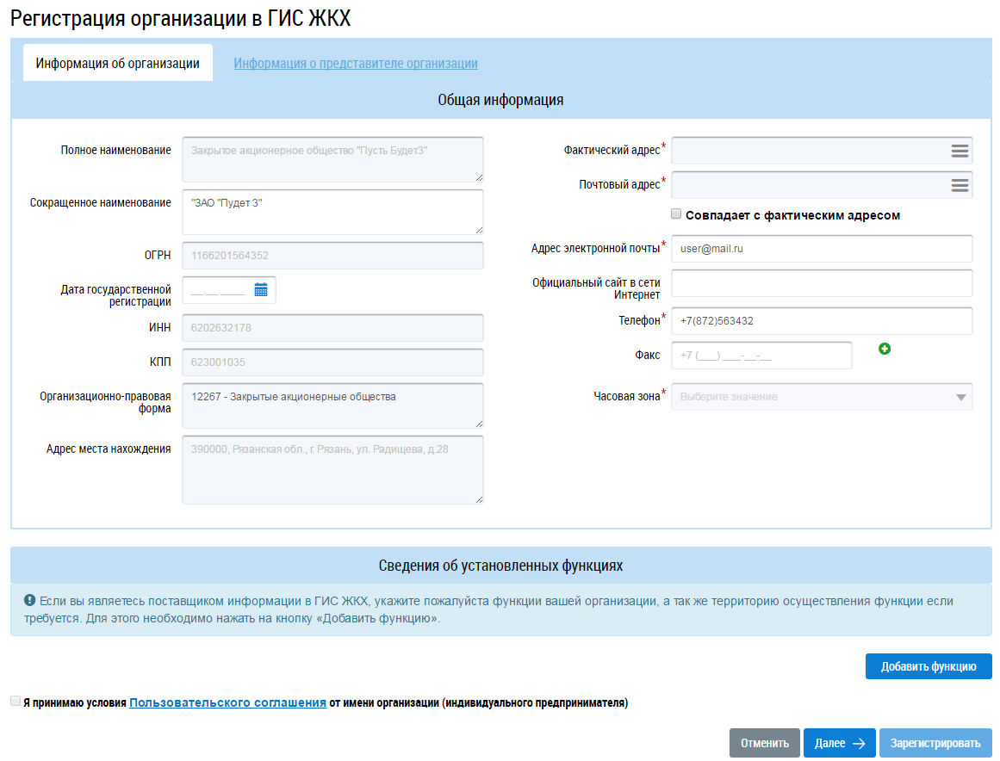 Регистрация организации в ГИС ЖКХ
Информация об организации
Информация о представителе организации
Общая информация
Полное наименование
Закрытое акционерное общество "Пусть Будет3"
Сокращенное наименование
"ЗАО "Пудет 3"
ОГРН
1166201564352
Дата государственной
регистрации
__.__.____
ИНН
6202632178
КПП
623001035
Организационно-правовая
форма
12267 - Закрытые акционерные общества
Адрес места нахождения
390000, Рязанская обл., г. Рязань, ул. Радищева, д.28
Фактический адрес*
Почтовый адрес*
Совпадает с фактическим адресом
Адрес электронной почты*
user@mail.ru
Официальный сайт в сети
Интернет
Телефон*
+7(872)563432
Факс
+7 (___) ___-__-__
Часовая зона*
Выберите значение
Сведения об установленных функциях
Если вы являетесь поставщиком информации в ГИС ЖКХ, укажите пожалуйста функции вашей организации, а так же территорию осуществления функции если
требуется. Для этого необходимо нажать на кнопку «Добавить функцию».
Добавить функцию
Я принимаю условия Пользовательского соглашения от имени организации (индивидуального предпринимателя)
Отменить
Далее →
Зарегистрировать